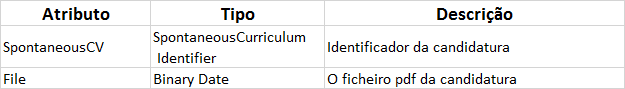 Atributo Tipo Descrição
SpontaneousCV SpontaneousCurriculum Identifier Identificador da candidatura
File Binary Date O ficheiro pdf da candidatura